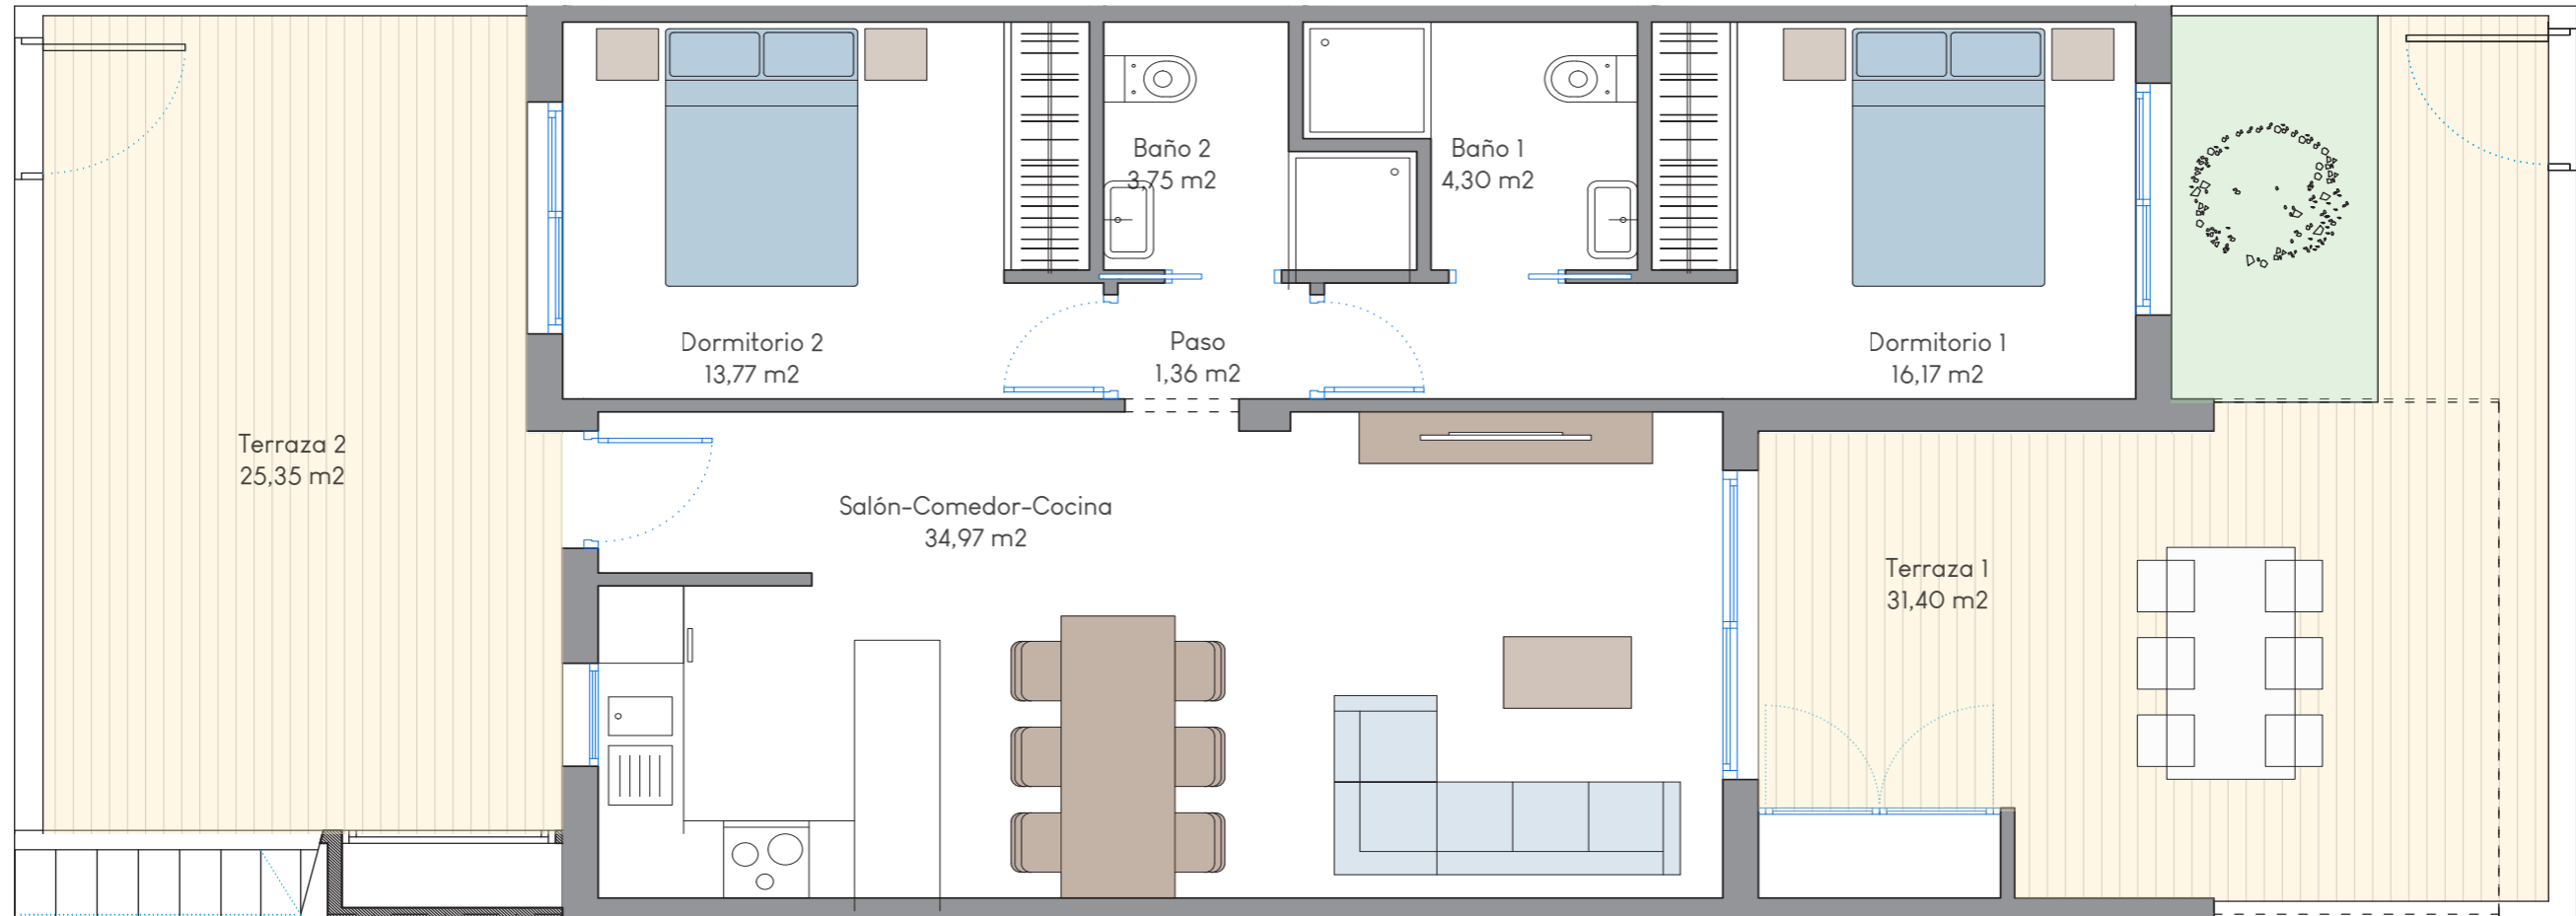 Baño 2
3,75 m2
Baño 1
4,30 m2
Dormitorio 2
13,77 m2
Paso
1,36 m2
Dormitorio 1
16,17 m2
Terraza 2
25,35 m2
Salón-Comedor-Cocina
34,97 m2
Terraza 1
31,40 m2